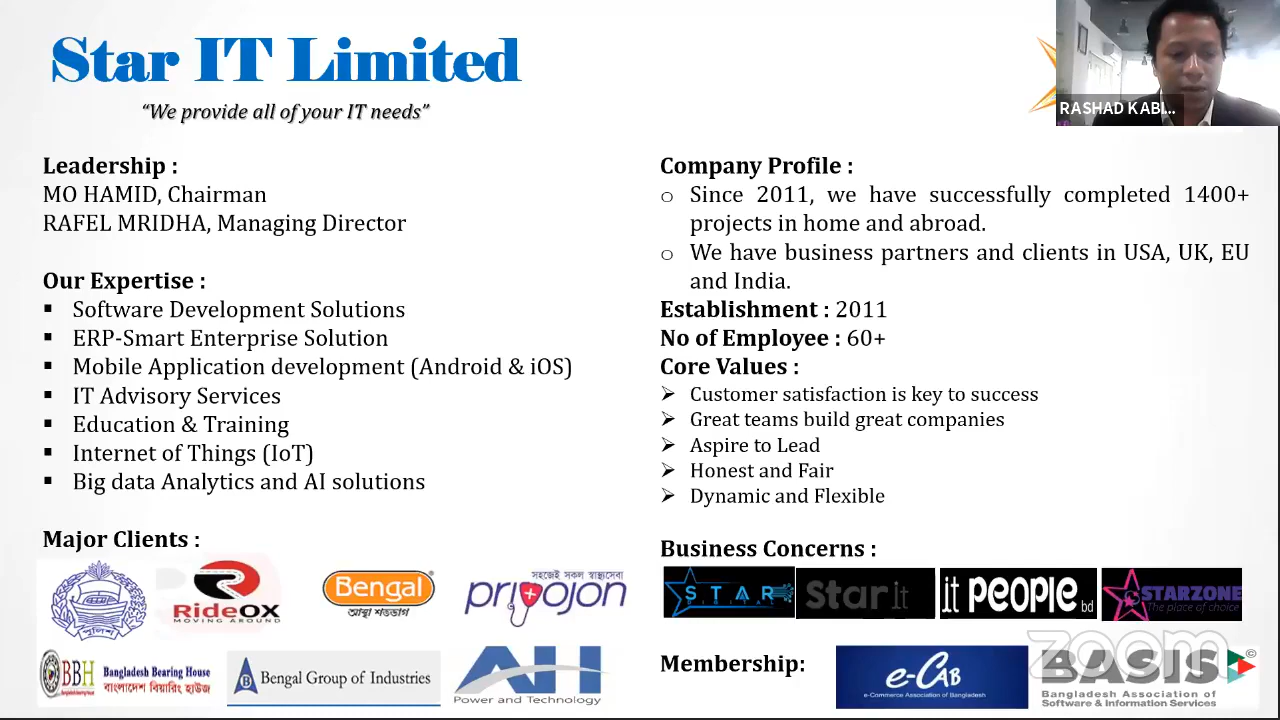 Star IT Limited
“We provide all of your IT needs”
RASHAD KABI...
Leadership :
MO HAMID, Chairman
RAFEL MRIDHA, Managing Director
Our Expertise :
▪ Software Development Solutions
▪ ERP-Smart Enterprise Solution
▪ Mobile Application development (Android & iOS)
▪ IT Advisory Services
▪ Education & Training
▪ Internet of Things (IoT)
▪ Big data Analytics and AI solutions
Major Clients :
পুলিশ
RideOX
MOVING AROUND
Bengal®
আস্থা শতভাগ
সহজেই সকল স্বাস্থ্যসেবা
priyojon
BBH
Bangladesh Bearing House
বাংলাদেশ বিয়ারিং হাউজ
Bengal Group of Industries
AH
Power and Technology
Company Profile :
o Since 2011, we have successfully completed 1400+
projects in home and abroad.
o We have business partners and clients in USA, UK, EU
and India.
Establishment : 2011
No of Employee : 60+
Core Values :
➢ Customer satisfaction is key to success
➢ Great teams build great companies
➢ Aspire to Lead
➢ Honest and Fair
➢ Dynamic and Flexible
Business Concerns :
STAR
Star it
it PEOPLE bd
STARZONE
The place of choice
Membership:
e-CAB
e-Commerce Association of Bangladesh
zoom
BASIS ©
Bangladesh Association of
Software & Information Services